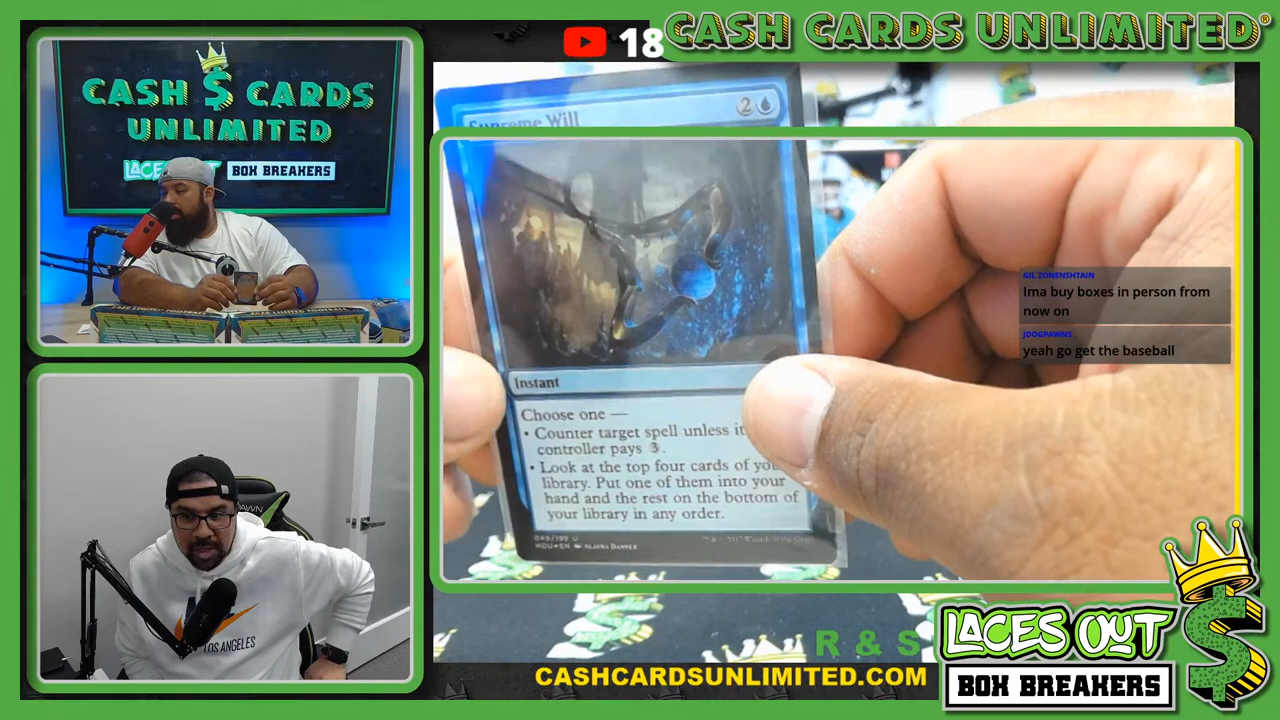 CASH CARDS UNLIMITED®
18
CASH $ CARDS
UNLIMITED
LACES OUT BOX BREAKERS
Supreme Will
2
Instant
Choose one —
• Counter target spell unless
controller pays 3.
• Look at the top four cards of
library. Put one of them into your
hand and the rest on the bottom of
your library in any order.
HOU EN
GIL ZONENSHTAIN
Ima buy boxes in person from
now on
JDOGPAWNS
yeah go get the baseball
LOS ANGELES
R & S
CASHCARDSUNLIMITED.COM
LACES OUT
BOX BREAKERS